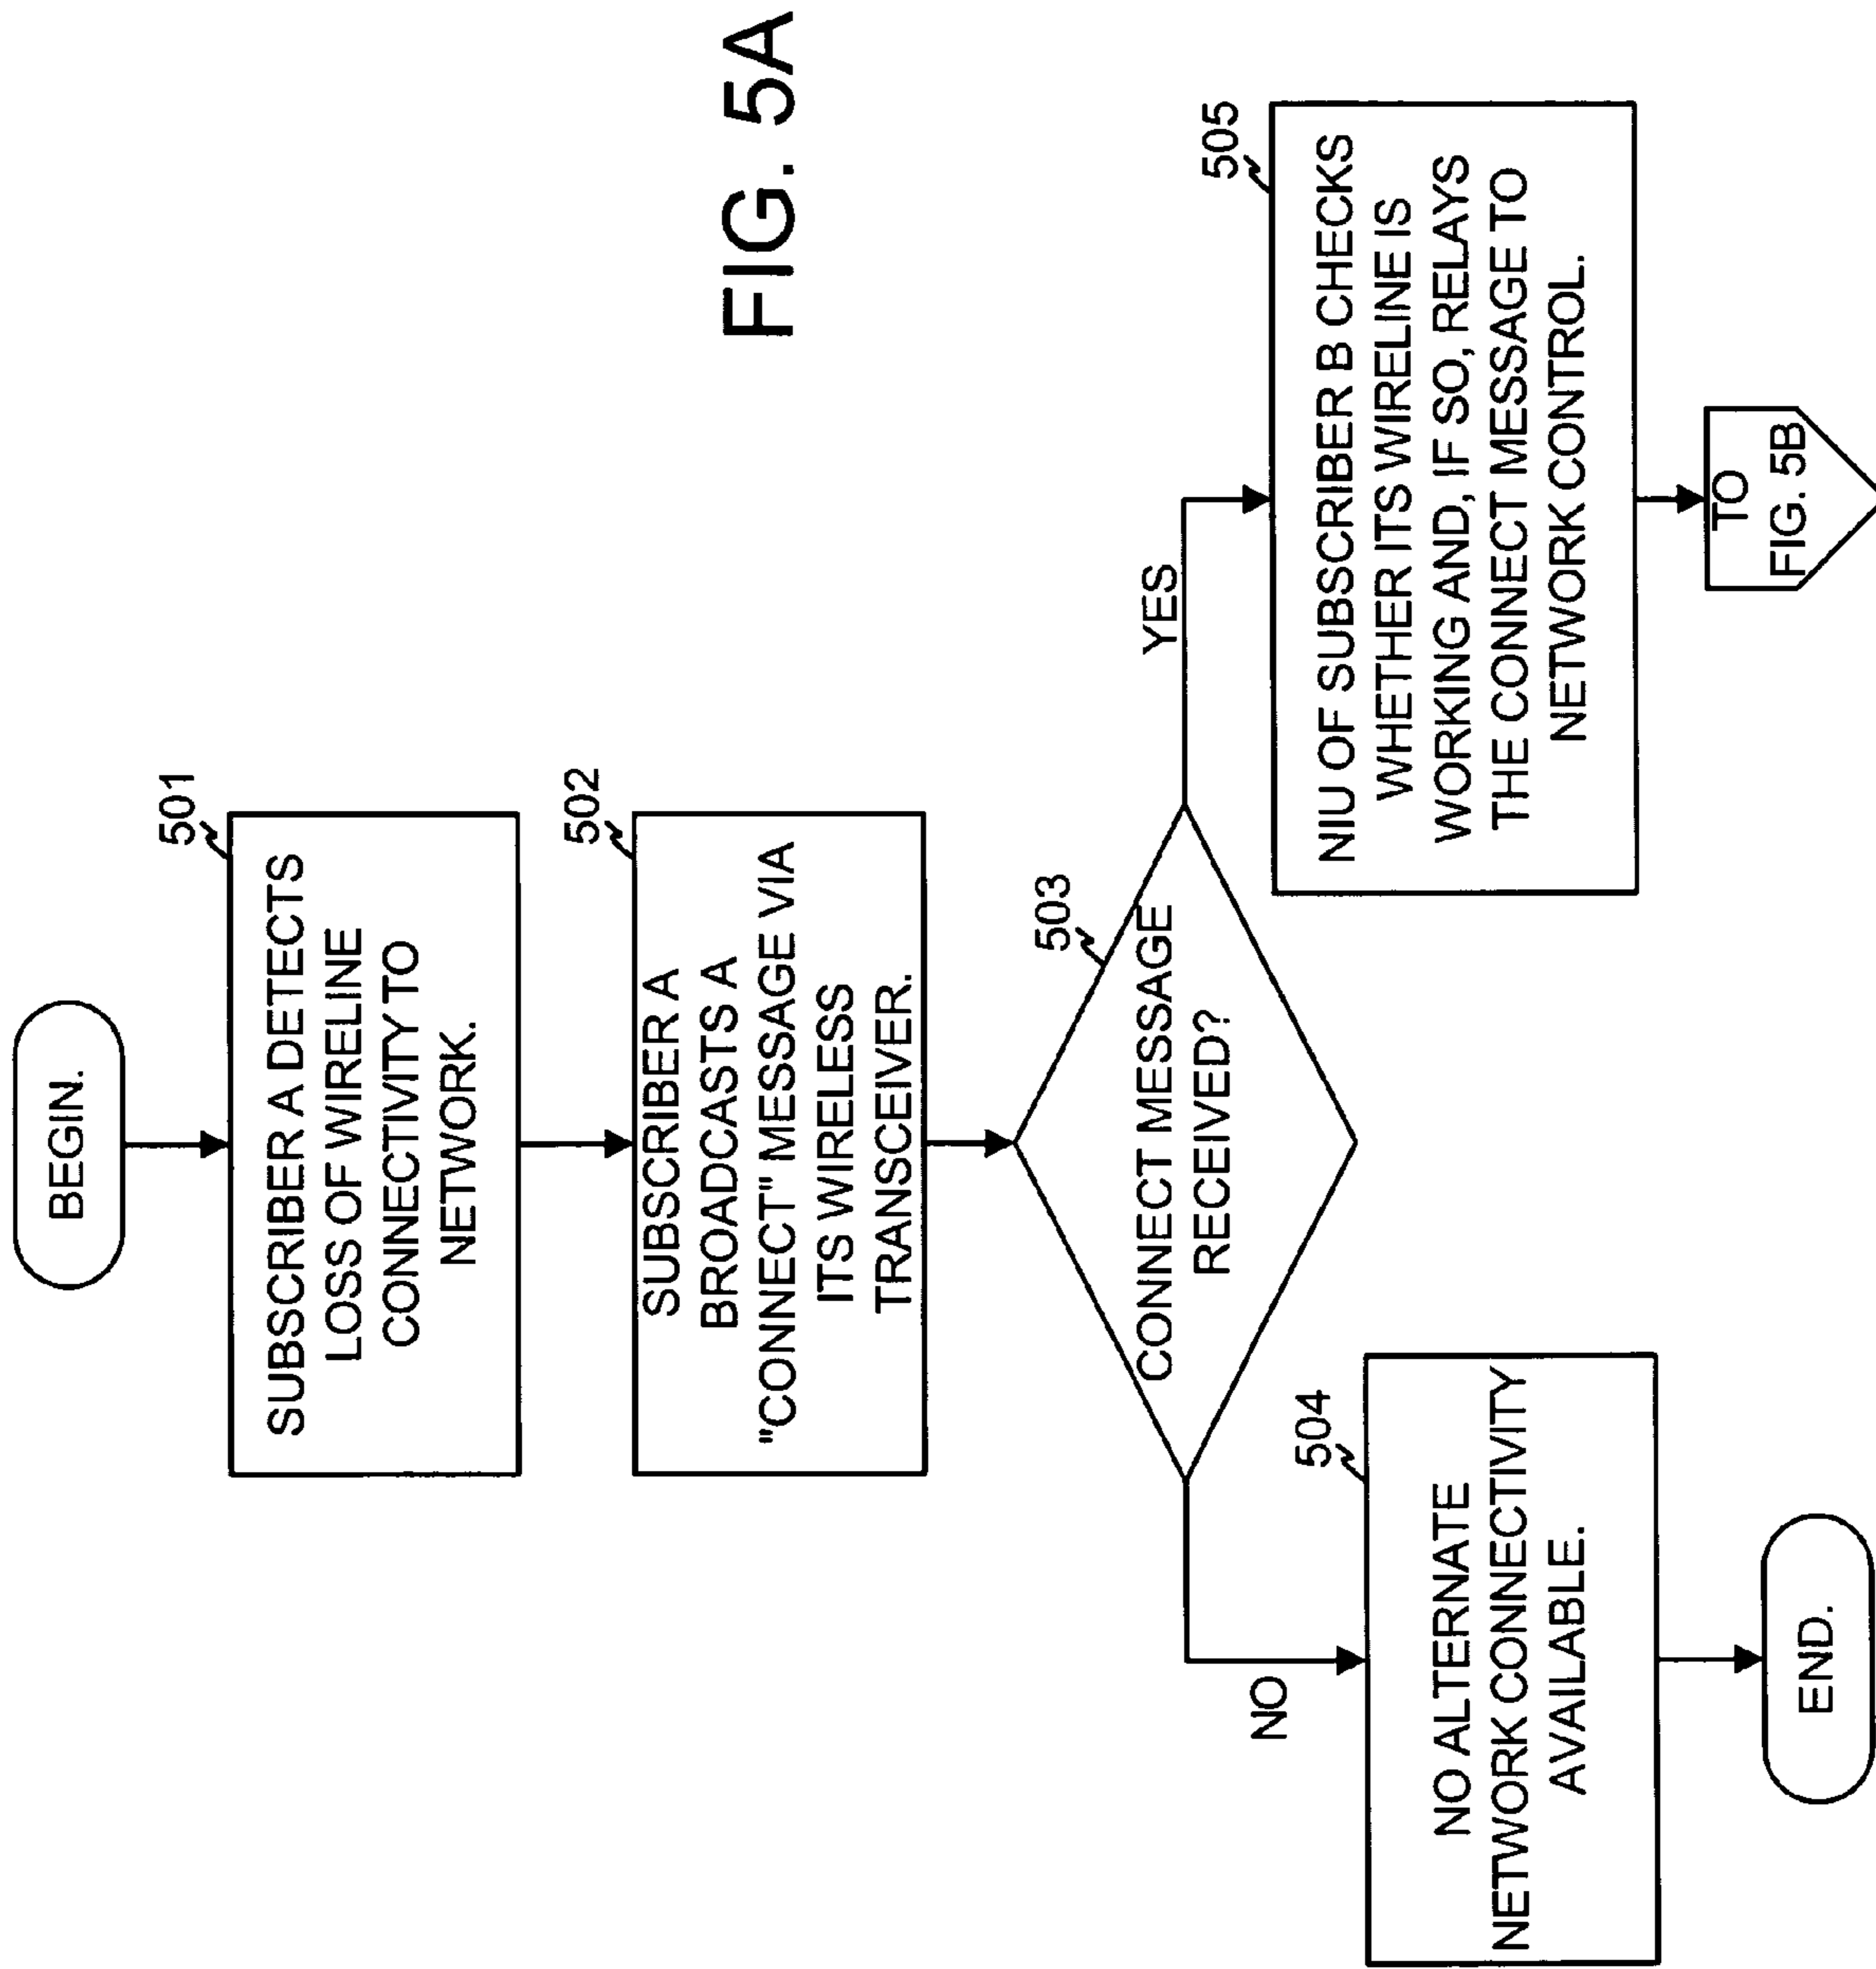 BEGIN.
501
SUBSCRIBER A DETECTS
LOSS OF WIRELINE
CONNECTIVITY TO
NETWORK.
502
SUBSCRIBER A
BROADCASTS A
"CONNECT" MESSAGE VIA
ITS WIRELESS
TRANSCEIVER.
503
CONNECT MESSAGE
RECEIVED?
NO
504
NO ALTERNATE
NETWORK CONNECTIVITY
AVAILABLE.
END.
YES
505
NIU OF SUBSCRIBER B CHECKS
WHETHER ITS WIRELINE IS
WORKING AND, IF SO, RELAYS
THE CONNECT MESSAGE TO
NETWORK CONTROL.
TO
FIG. 5B
FIG. 5A